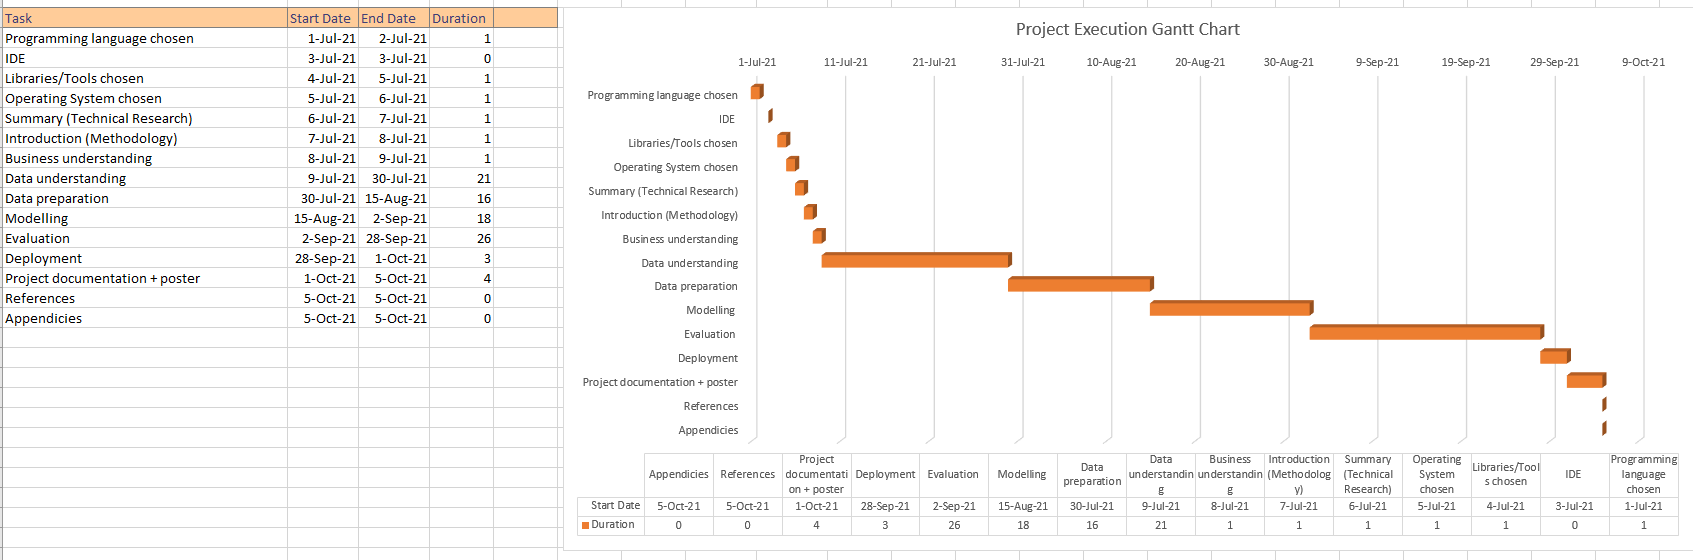 Task Start Date End Date Duration
Programming language chosen 1-Jul-21 2-Jul-21 1
IDE 3-Jul-21 3-Jul-21 0
Libraries/Tools chosen 4-Jul-21 5-Jul-21 1
Operating System chosen 5-Jul-21 6-Jul-21 1
Summary (Technical Research) 6-Jul-21 7-Jul-21 1
Introduction (Methodology) 7-Jul-21 8-Jul-21 1
Business understanding 8-Jul-21 9-Jul-21 1
Data understanding 9-Jul-21 30-Jul-21 21
Data preparation 30-Jul-21 15-Aug-21 16
Modelling 15-Aug-21 2-Sep-21 18
Evaluation 2-Sep-21 28-Sep-21 26
Deployment 28-Sep-21 1-Oct-21 3
Project documentation + poster 1-Oct-21 5-Oct-21 4
References 5-Oct-21 5-Oct-21 0
Appendicies 5-Oct-21 5-Oct-21 0
Project Execution Gantt Chart
1-Jul-21 11-Jul-21 21-Jul-21 31-Jul-21 10-Aug-21 20-Aug-21 30-Aug-21 9-Sep-21 19-Sep-21 29-Sep-21 9-Oct-21
Programming language chosen
IDE
Libraries/Tools chosen
Operating System chosen
Summary (Technical Research)
Introduction (Methodology)
Business understanding
Data understanding
Data preparation
Modelling
Evaluation
Deployment
Project documentation + poster
References
Appendicies
Appendicies
References
Project
documentati
on + poster
Deployment
Evaluation
Modelling
Data
preparation
Data
understandin
g
Business
understandin
g
Introduction
(Methodolog
y)
Summary
(Technical
Research)
Operating
System
chosen
Libraries/Tool
s chosen
IDE
Programming
language
chosen
Start Date 5-Oct-21 5-Oct-21 1-Oct-21 28-Sep-21 2-Sep-21 15-Aug-21 30-Jul-21 9-Jul-21 8-Jul-21 7-Jul-21 6-Jul-21 5-Jul-21 4-Jul-21 3-Jul-21 1-Jul-21
Duration 0 0 4 3 26 18 16 21 1 1 1 1 1 0 1